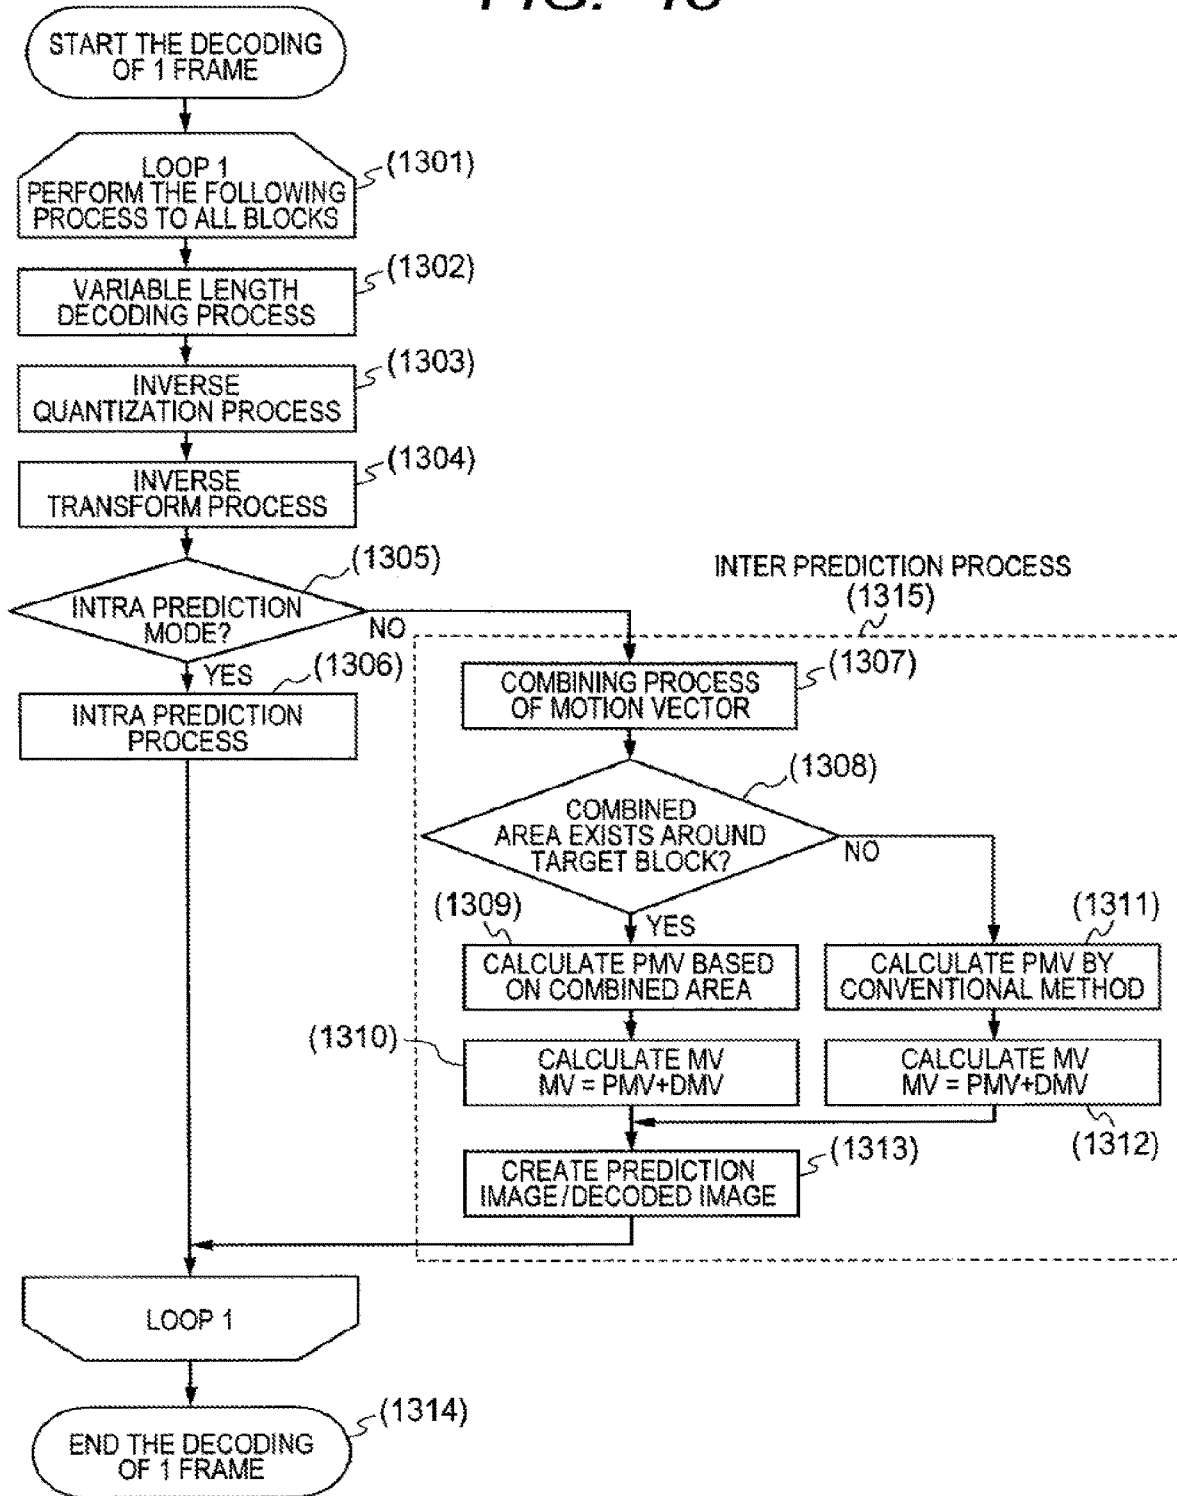 START THE DECODING
OF 1 FRAME
LOOP 1
PERFORM THE FOLLOWING
PROCESS TO ALL BLOCKS
(1301)
VARIABLE LENGTH
DECODING PROCESS
(1302)
INVERSE
QUANTIZATION PROCESS
(1303)
INVERSE
TRANSFORM PROCESS
(1304)
INTRA PREDICTION
MODE?
(1305)
NO
YES
(1306)
INTRA PREDICTION
PROCESS
INTER PREDICTION PROCESS
(1315)
COMBINING PROCESS
OF MOTION VECTOR
(1307)
COMBINED
AREA EXISTS AROUND
TARGET BLOCK?
(1308)
NO
YES
(1309)
CALCULATE PMV BASED
ON COMBINED AREA
(1311)
CALCULATE PMV BY
CONVENTIONAL METHOD
(1310)
CALCULATE MV
MV = PMV+DMV
CALCULATE MV
MV = PMV+DMV
(1312)
CREATE PREDICTION
IMAGE/DECODED IMAGE
(1313)
LOOP 1
END THE DECODING
OF 1 FRAME
(1314)